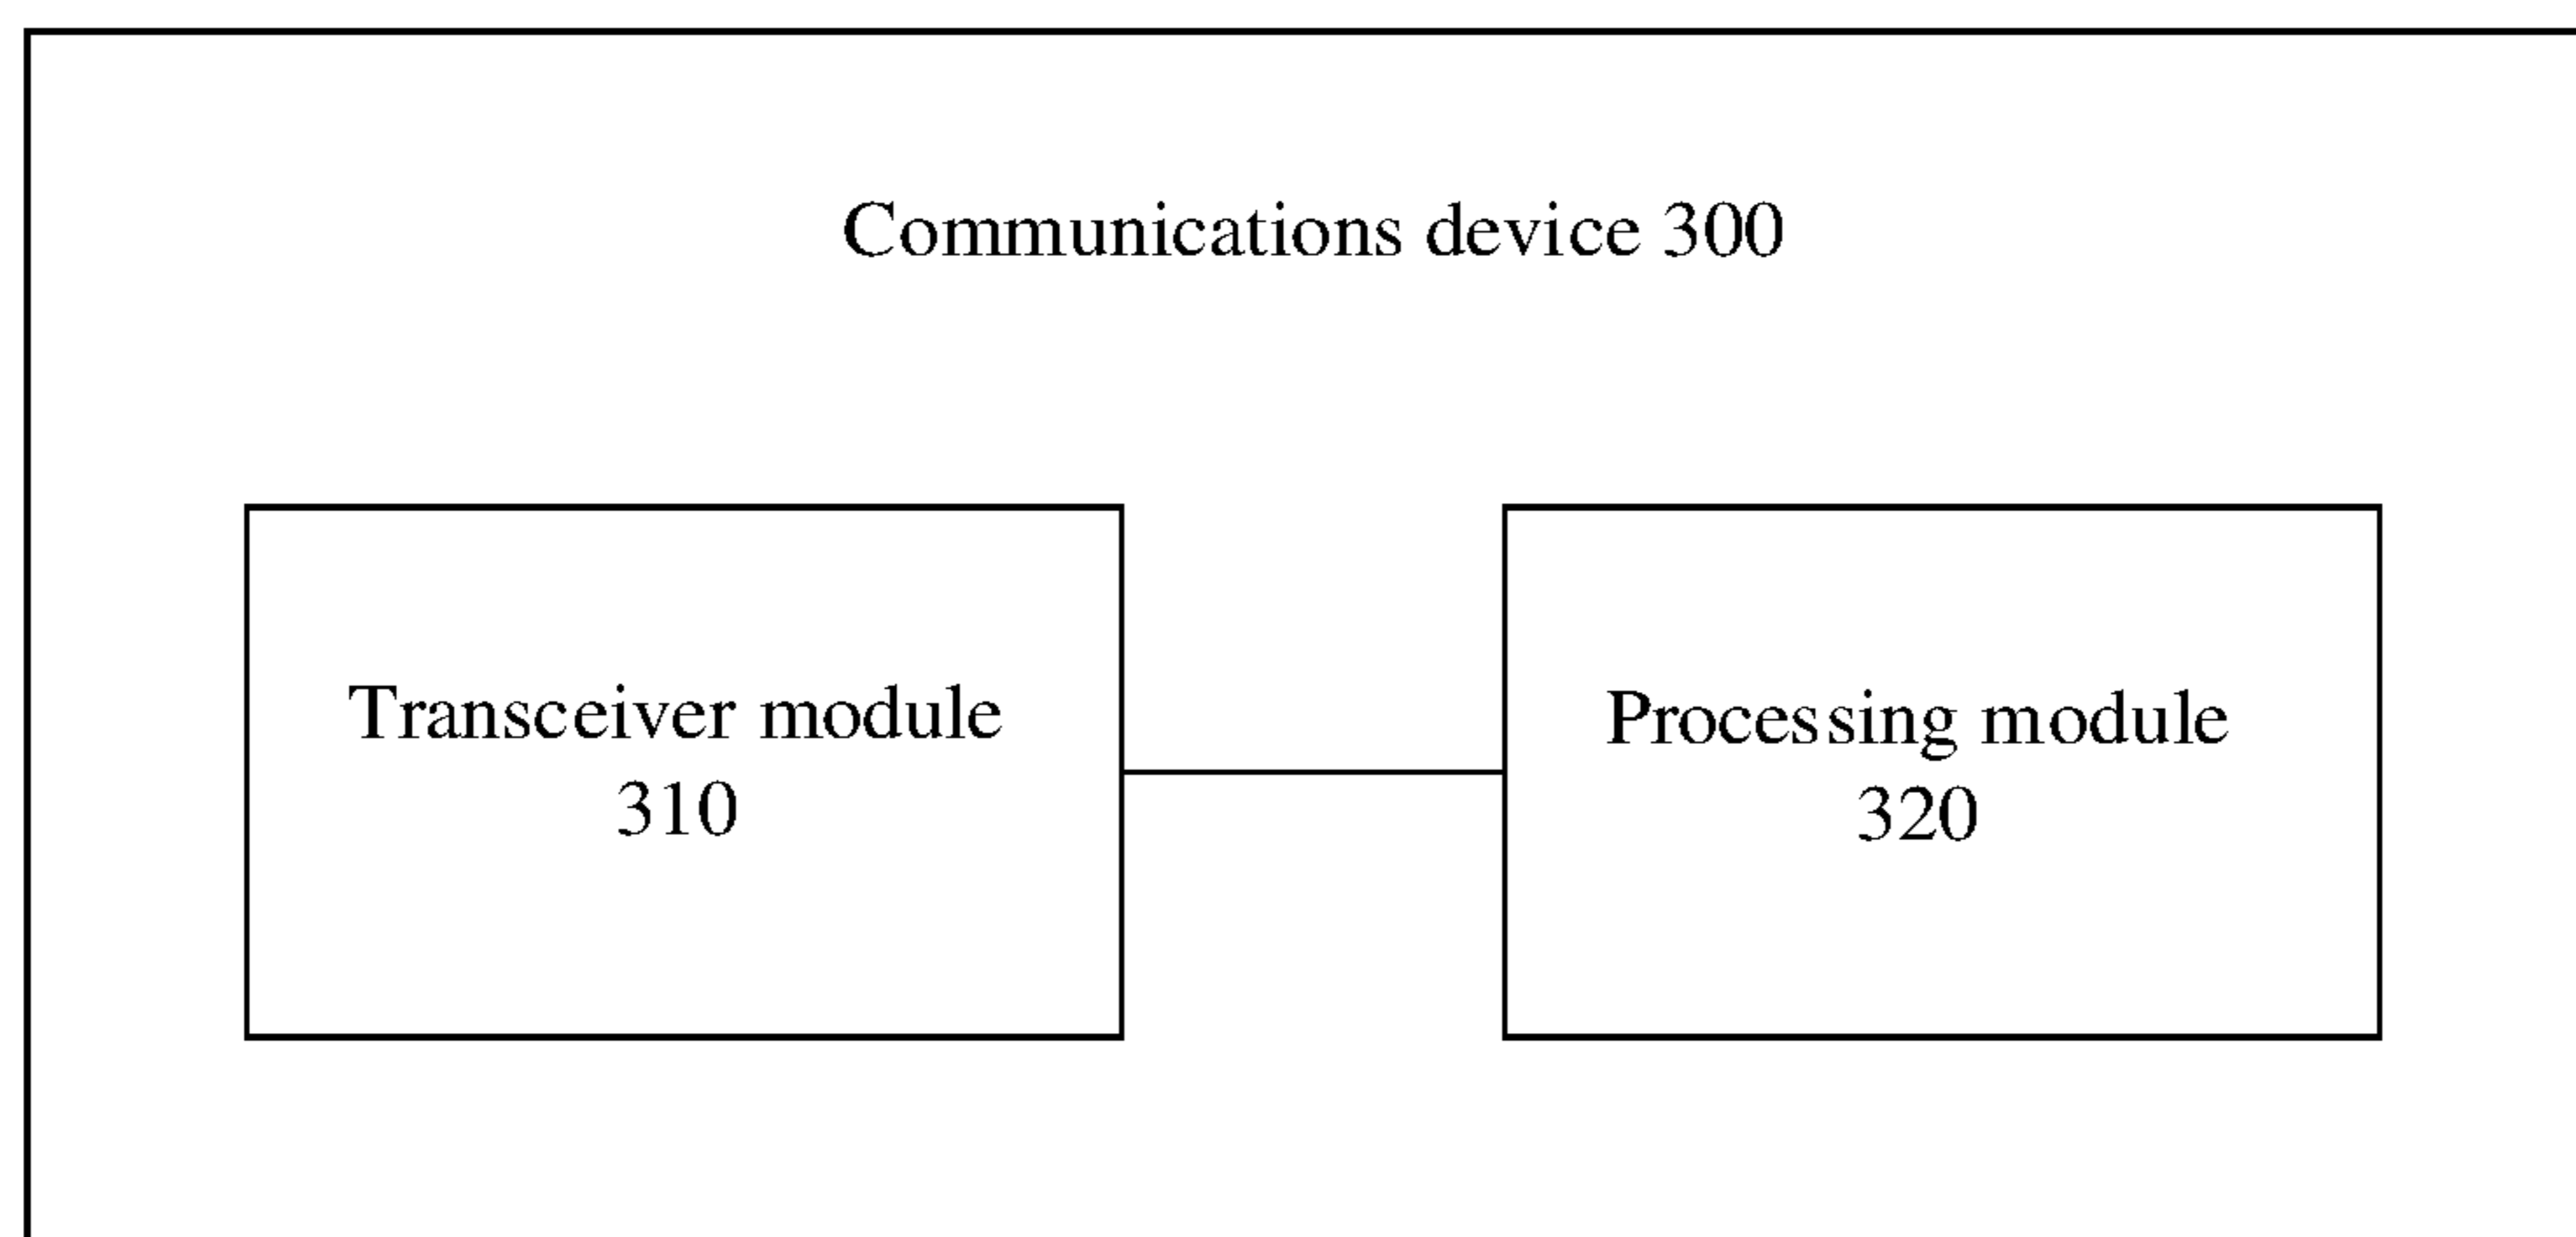 Communications device 300
Transceiver module
310
Processing module
320